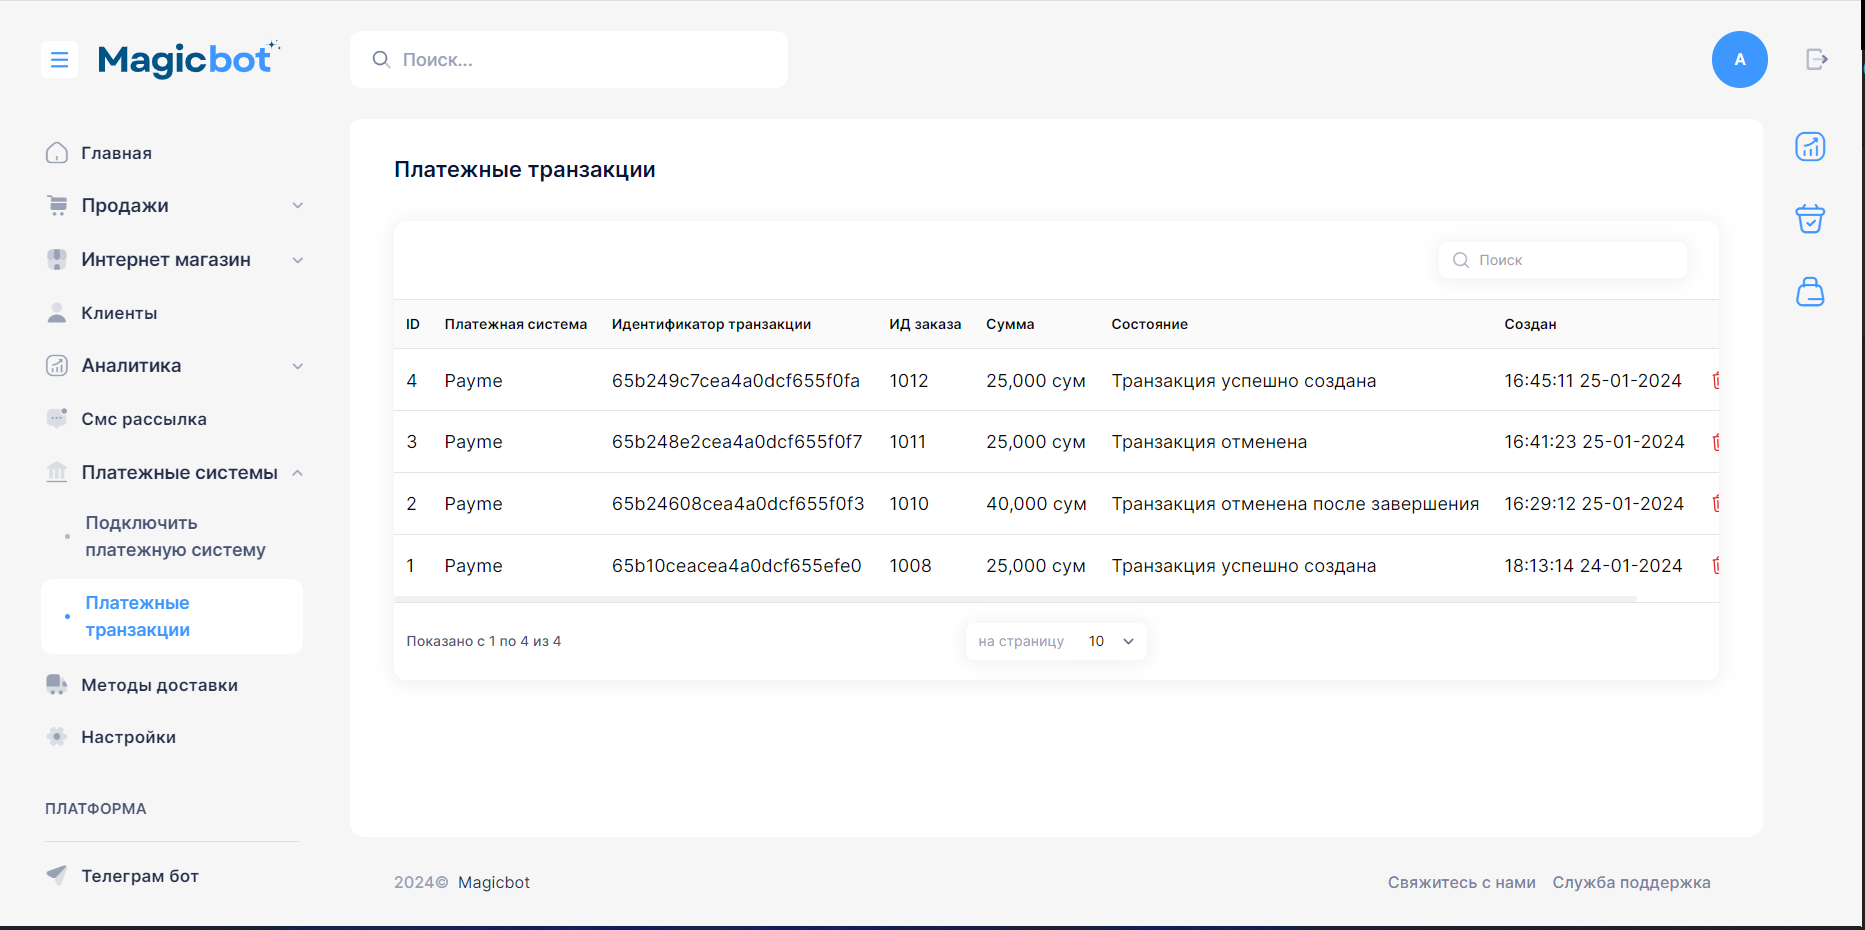 Magicbot
Поиск...
A
Главная
Продажи
Интернет магазин
Клиенты
Аналитика
Смс рассылка
Платежные системы
Подключить
платежную систему
Платежные
транзакции
Методы доставки
Настройки
ПЛАТФОРМА
Телеграм бот
Платежные транзакции
Поиск
ID Платежная система Идентификатор транзакции ИД заказа Сумма Состояние Создан
4 Payme 65b249c7cea4a0dcf655f0fa 1012 25,000 сум Транзакция успешно создана 16:45:11 25-01-2024
3 Payme 65b248e2cea4a0dcf655f0f7 1011 25,000 сум Транзакция отменена 16:41:23 25-01-2024
2 Payme 65b24608cea4a0dcf655f0f3 1010 40,000 сум Транзакция отменена после завершения 16:29:12 25-01-2024
1 Payme 65b10ceacea4a0dcf655efe0 1008 25,000 сум Транзакция успешно создана 18:13:14 24-01-2024
Показано с 1 по 4 из 4
на страницу 10
2024© Magicbot
Свяжитесь с нами Служба поддержка